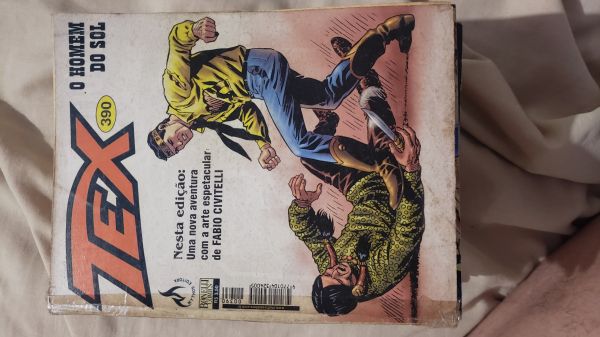 TEX
390
O HOMEM
DO SOL
Nesta edição:
Uma nova aventura
com a arte espetacular
de FABIO CIVITELLI